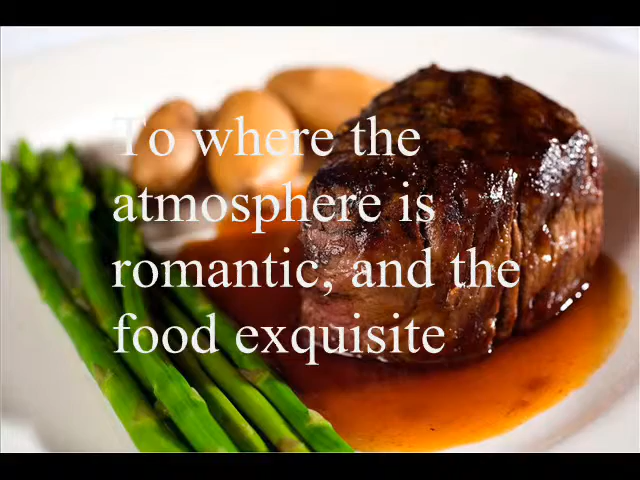 To where the
atmosphere is
romantic, and the
food exquisite